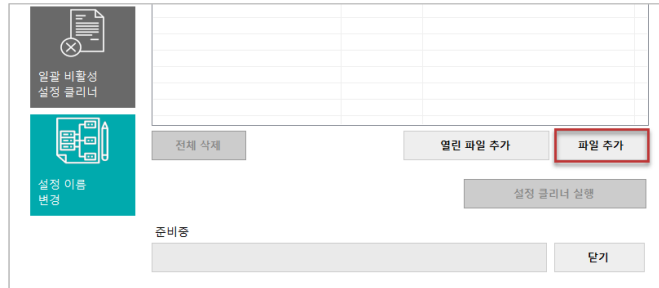 일괄 비활성
설정 클리너
전체 삭제
열린 파일 추가
파일 추가
설정 이름
변경
설정 클리너 실행
준비중
닫기